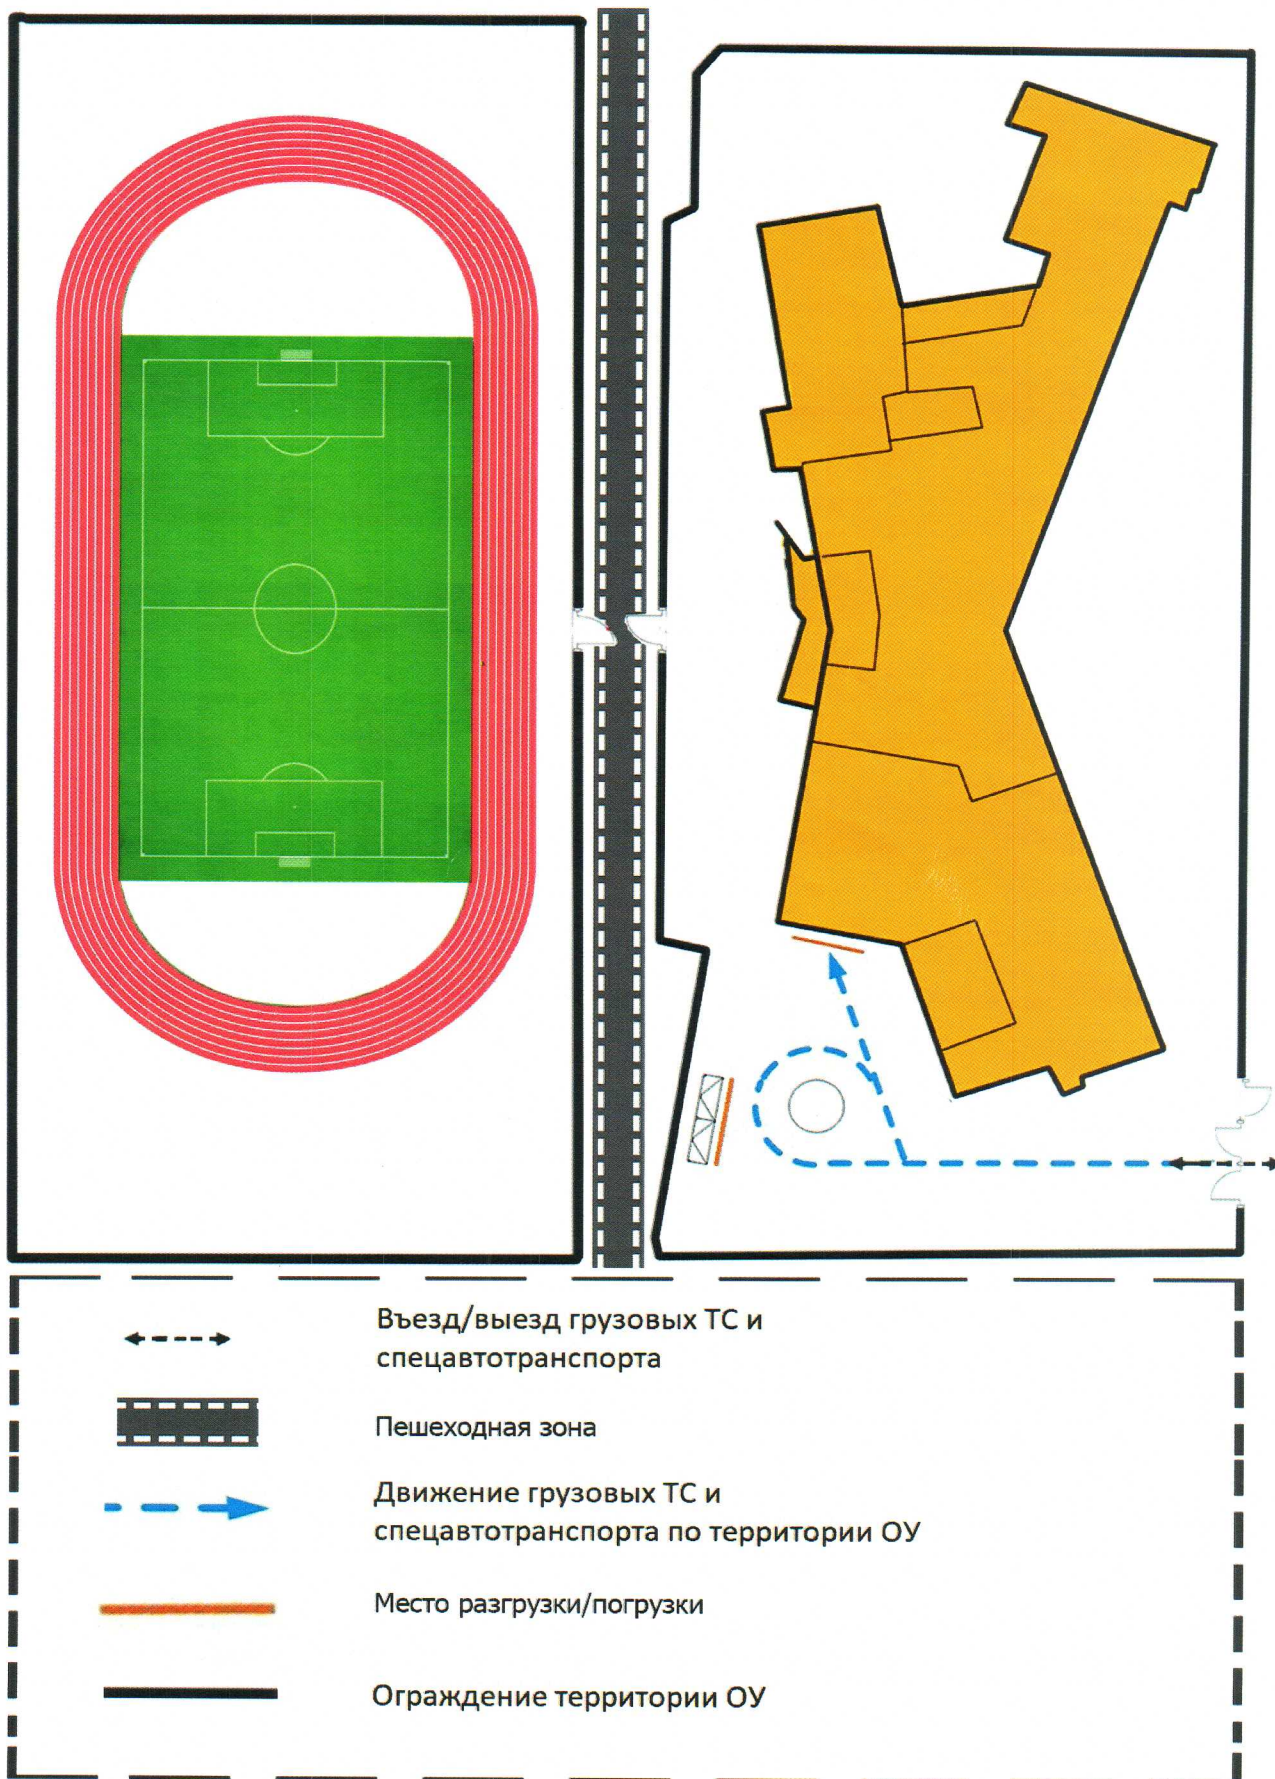 Въезд/выезд грузовых ТС и
спецавтотранспорта
Пешеходная зона
Движение грузовых ТС и
спецавтотранспорта по территории ОУ
Место разгрузки/погрузки
Ограждение территории ОУ